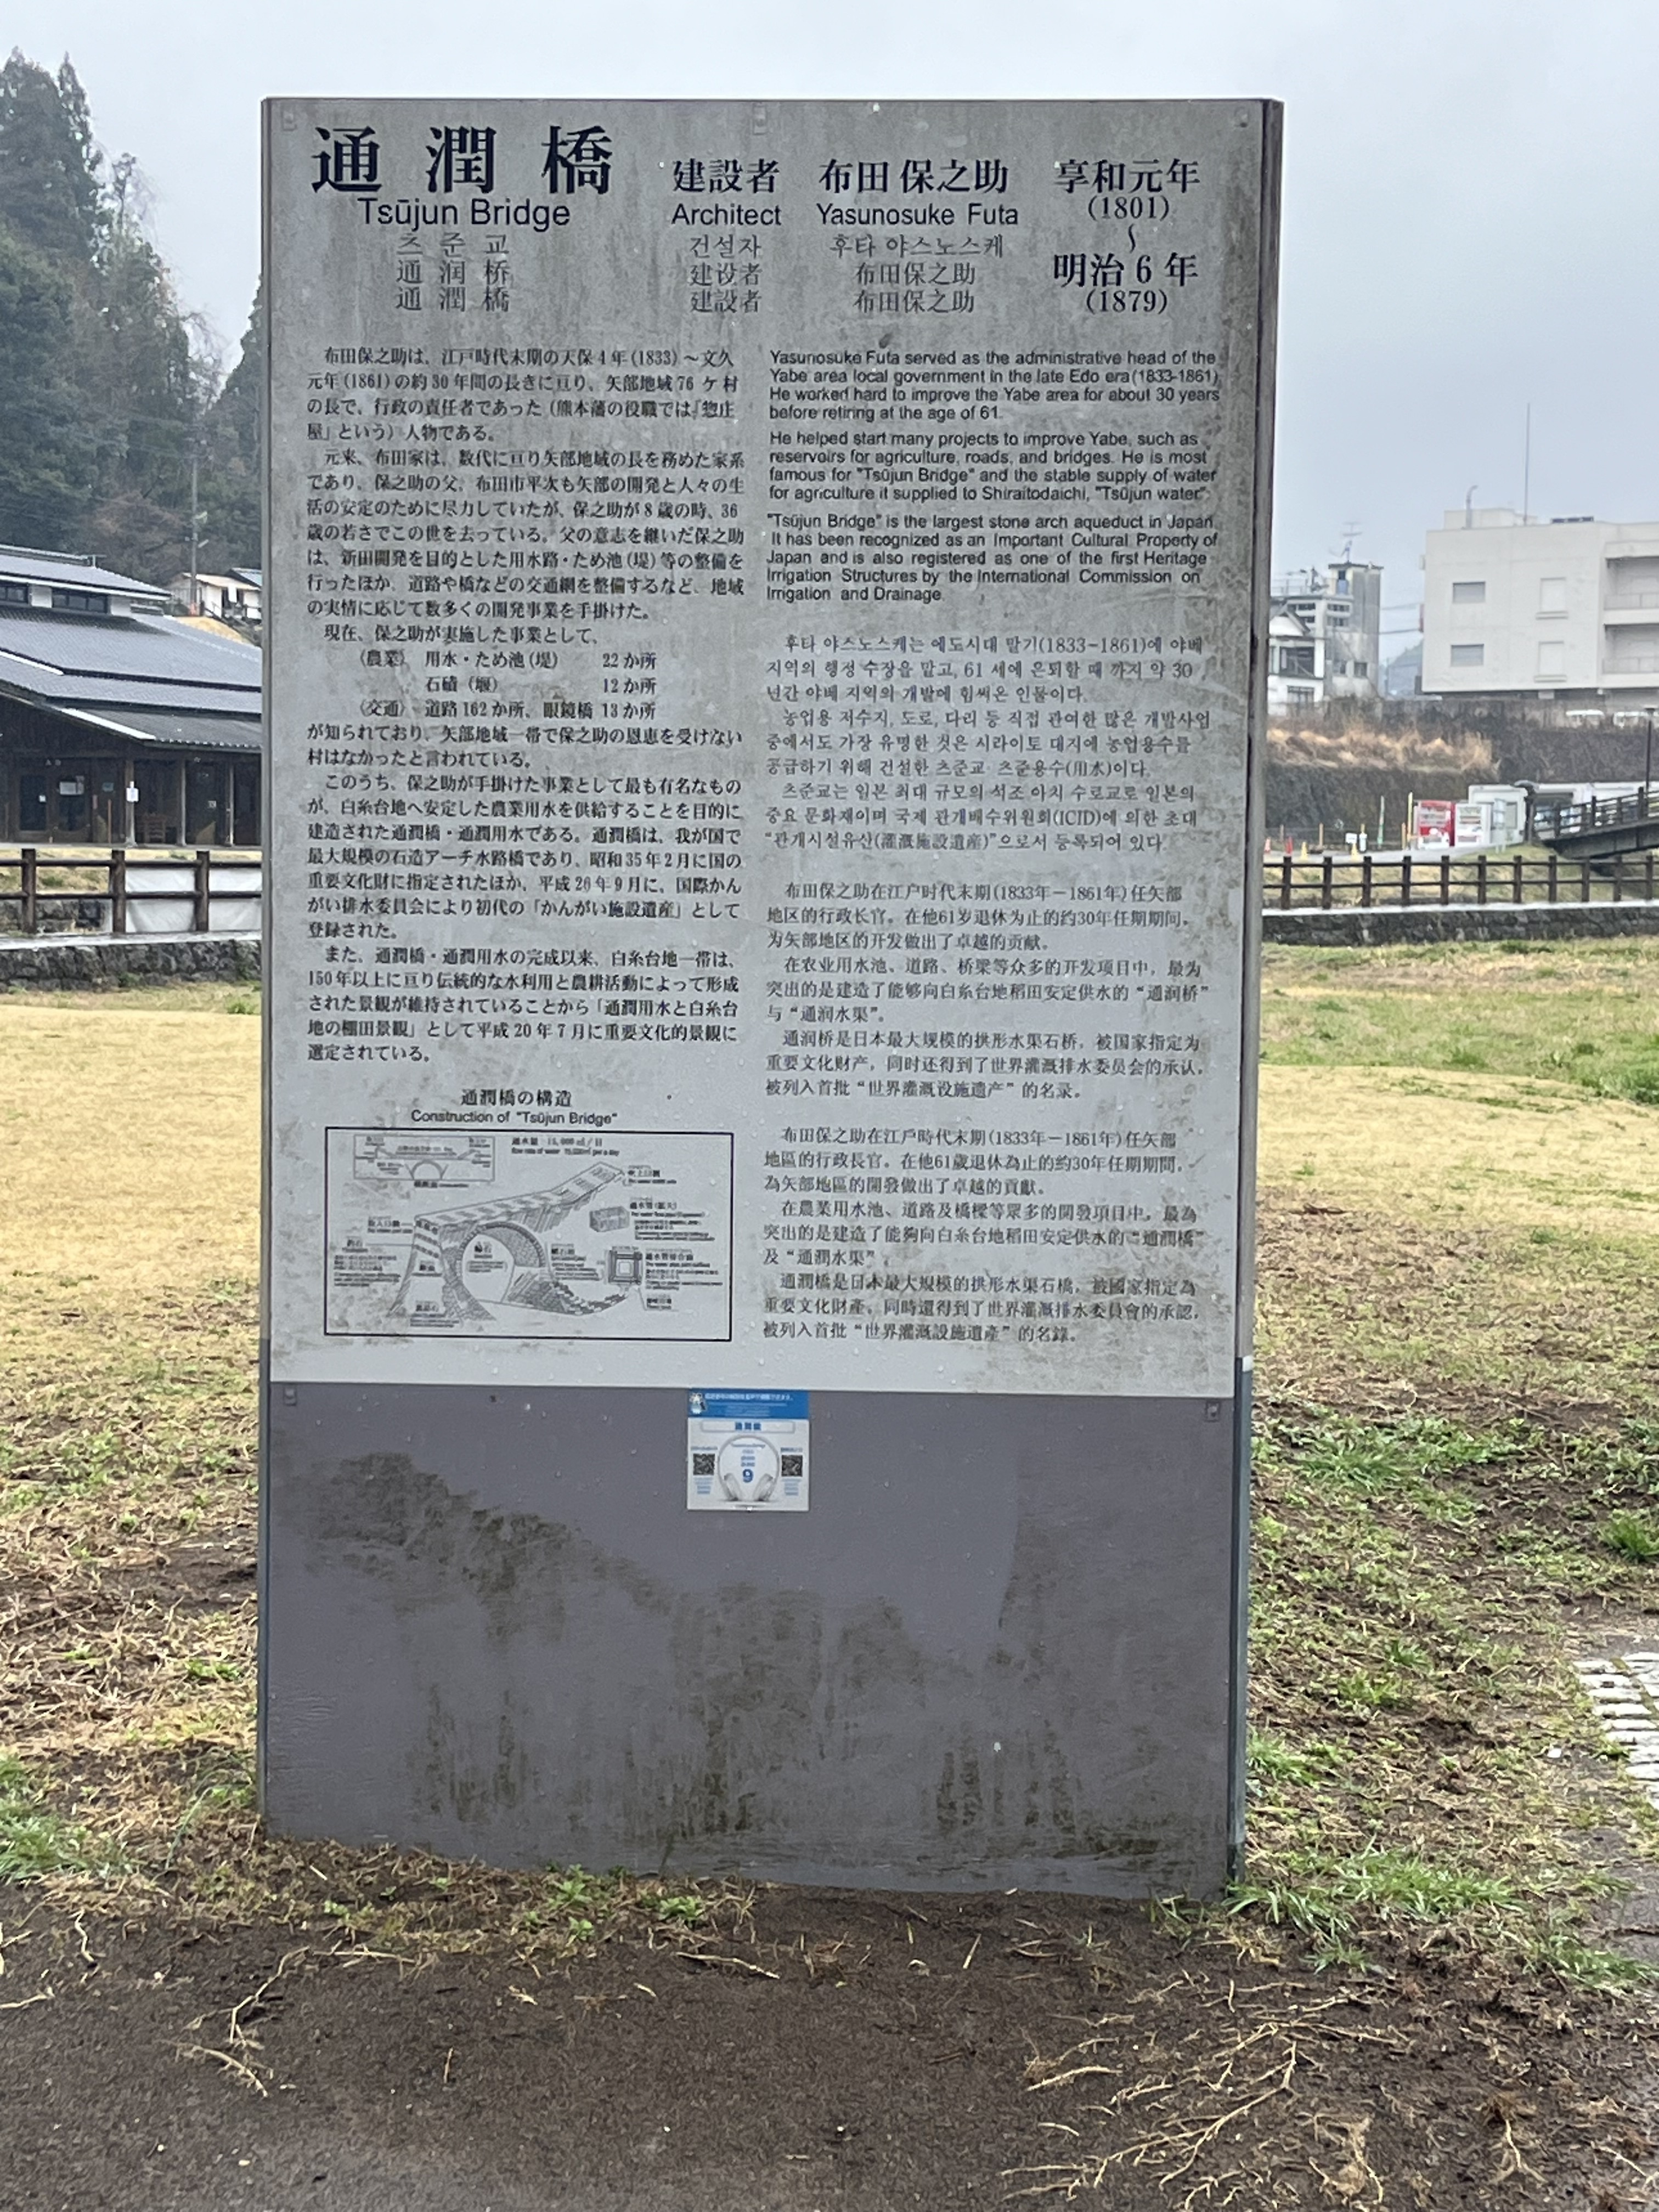 通潤橋
Tsūjun Bridge
츠준교
通润桥
通潤橋
建設者
Architect
건설자
建设者
建設者
布田保之助
Yasunosuke Futa
후타 야스노스케
布田保之助
布田保之助
享和元年
(1801)
〜
明治6年
(1879)
布田保之助は、江戸時代末期の天保4年(1833)～文久
元年(1861)の約30年間の長きに亘り、矢部地域76ケ村
の長で、行政の責任者であった(熊本藩の役職では「惣庄
屋」という)人物である。
元来、布田家は、数代に亘り矢部地域の長を務めた家系
であり、保之助の父、布田市平次も矢部の開発と人々の生
活の安定のために尽力していたが、保之助が8歳の時、36
歳の若さでこの世を去っている。父の意志を継いだ保之助
は、新田開発を目的とした用水路・ため池(堤)等の整備を
行ったほか、道路や橋などの交通網を整備するなど、地域
の実情に応じて数多くの開発事業を手掛けた。
現在、保之助が実施した事業として、
〈農業〉 用水・ため池(堤) 22か所
石磧(堰) 12か所
〈交通〉 道路162か所、眼鏡橋 13か所
が知られており、矢部地域一帯で保之助の恩恵を受けない
村はなかったと言われている。
このうち、保之助が手掛けた事業として最も有名なもの
が、白糸台地へ安定した農業用水を供給することを目的に
建造された通潤橋・通潤用水である。通潤橋は、我が国で
最大規模の石造アーチ水路橋であり、昭和35年2月に国の
重要文化財に指定されたほか、平成26年9月に、国際かん
がい排水委員会により初代の「かんがい施設遺産」として
登録された。
また、通潤橋・通潤用水の完成以来、白糸台地一帯は、
150年以上に亘り伝統的な水利用と農耕活動によって形成
された景観が維持されていることから「通潤用水と白糸台
地の棚田景観」として平成20年7月に重要文化的景観に
選定されている。
通潤橋の構造
Construction of "Tsūjun Bridge"
Yasunosuke Futa served as the administrative head of the
Yabe area local government in the late Edo era(1833-1861)
He worked hard to improve the Yabe area for about 30 years
before retiring at the age of 61.
He helped start many projects to improve Yabe, such as
reservoirs for agriculture, roads, and bridges. He is most
famous for "Tsūjun Bridge" and the stable supply of water
for agriculture it supplied to Shiraitodaichi, "Tsūjun water".
"Tsūjun Bridge" is the largest stone arch aqueduct in Japan.
It has been recognized as an Important Cultural Property of
Japan and is also registered as one of the first Heritage
Irrigation Structures by the International Commission on
Irrigation and Drainage.
후타 야스노스케는 에도시대 말기(1833-1861)에 야베
지역의 행정 수장을 맡고, 61 세에 은퇴할 때 까지 약 30
년간 야베 지역의 개발에 힘써온 인물이다.
농업용 저수지, 도로, 다리 등 직접 관여한 많은 개발사업
중에서도 가장 유명한 것은 시라이토 대지에 농업용수를
공급하기 위해 건설한 츠준교·츠준용수(用水)이다.
츠준교는 일본 최대 규모의 석조 아치 수로교로 일본의
중요 문화재이며 국제 관개배수위원회(ICID)에 의한 초대
"관개시설유산(灌漑施設遺産)"으로서 등록되어 있다.
布田保之助在江户时代末期(1833年－1861年)任矢部
地区的行政长官。在他61岁退休为止的约30年任期期间，
为矢部地区的开发做出了卓越的贡献。
在农业用水池、道路、桥梁等众多的开发项目中，最为
突出的是建造了能够向白糸台地稻田安定供水的“通润桥”
与“通润水渠”。
通润桥是日本最大规模的拱形水渠石桥，被国家指定为
重要文化财产，同时还得到了世界灌溉排水委员会的承认，
被列入首批“世界灌溉设施遗产”的名录。
布田保之助在江戶時代末期(1833年－1861年)任矢部
地區的行政長官。在他61歲退休為止的約30年任期期間，
為矢部地區的開發做出了卓越的貢獻。
在農業用水池、道路及橋樑等眾多的開發項目中，最為
突出的是建造了能夠向白糸台地稻田安定供水的“通潤橋”
及“通潤水渠”。
通潤橋是日本最大規模的拱形水渠石橋，被國家指定為
重要文化財產，同時還得到了世界灌溉排水委員會的承認，
被列入首批“世界灌溉設施遺產”的名錄。
通潤橋
9